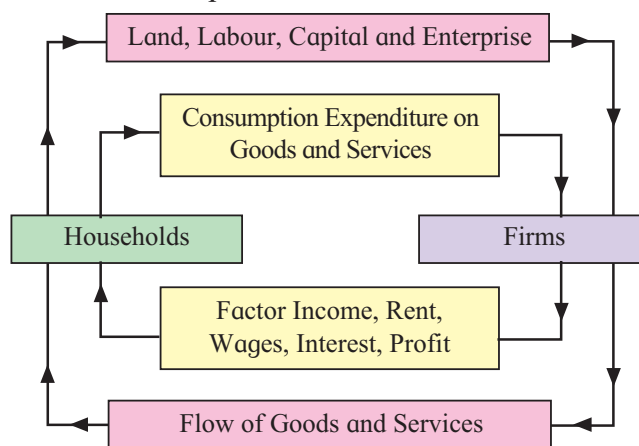 Land, Labour, Capital and Enterprise
Consumption Expenditure on
Goods and Services
Households
Firms
Factor Income, Rent,
Wages, Interest, Profit
Flow of Goods and Services